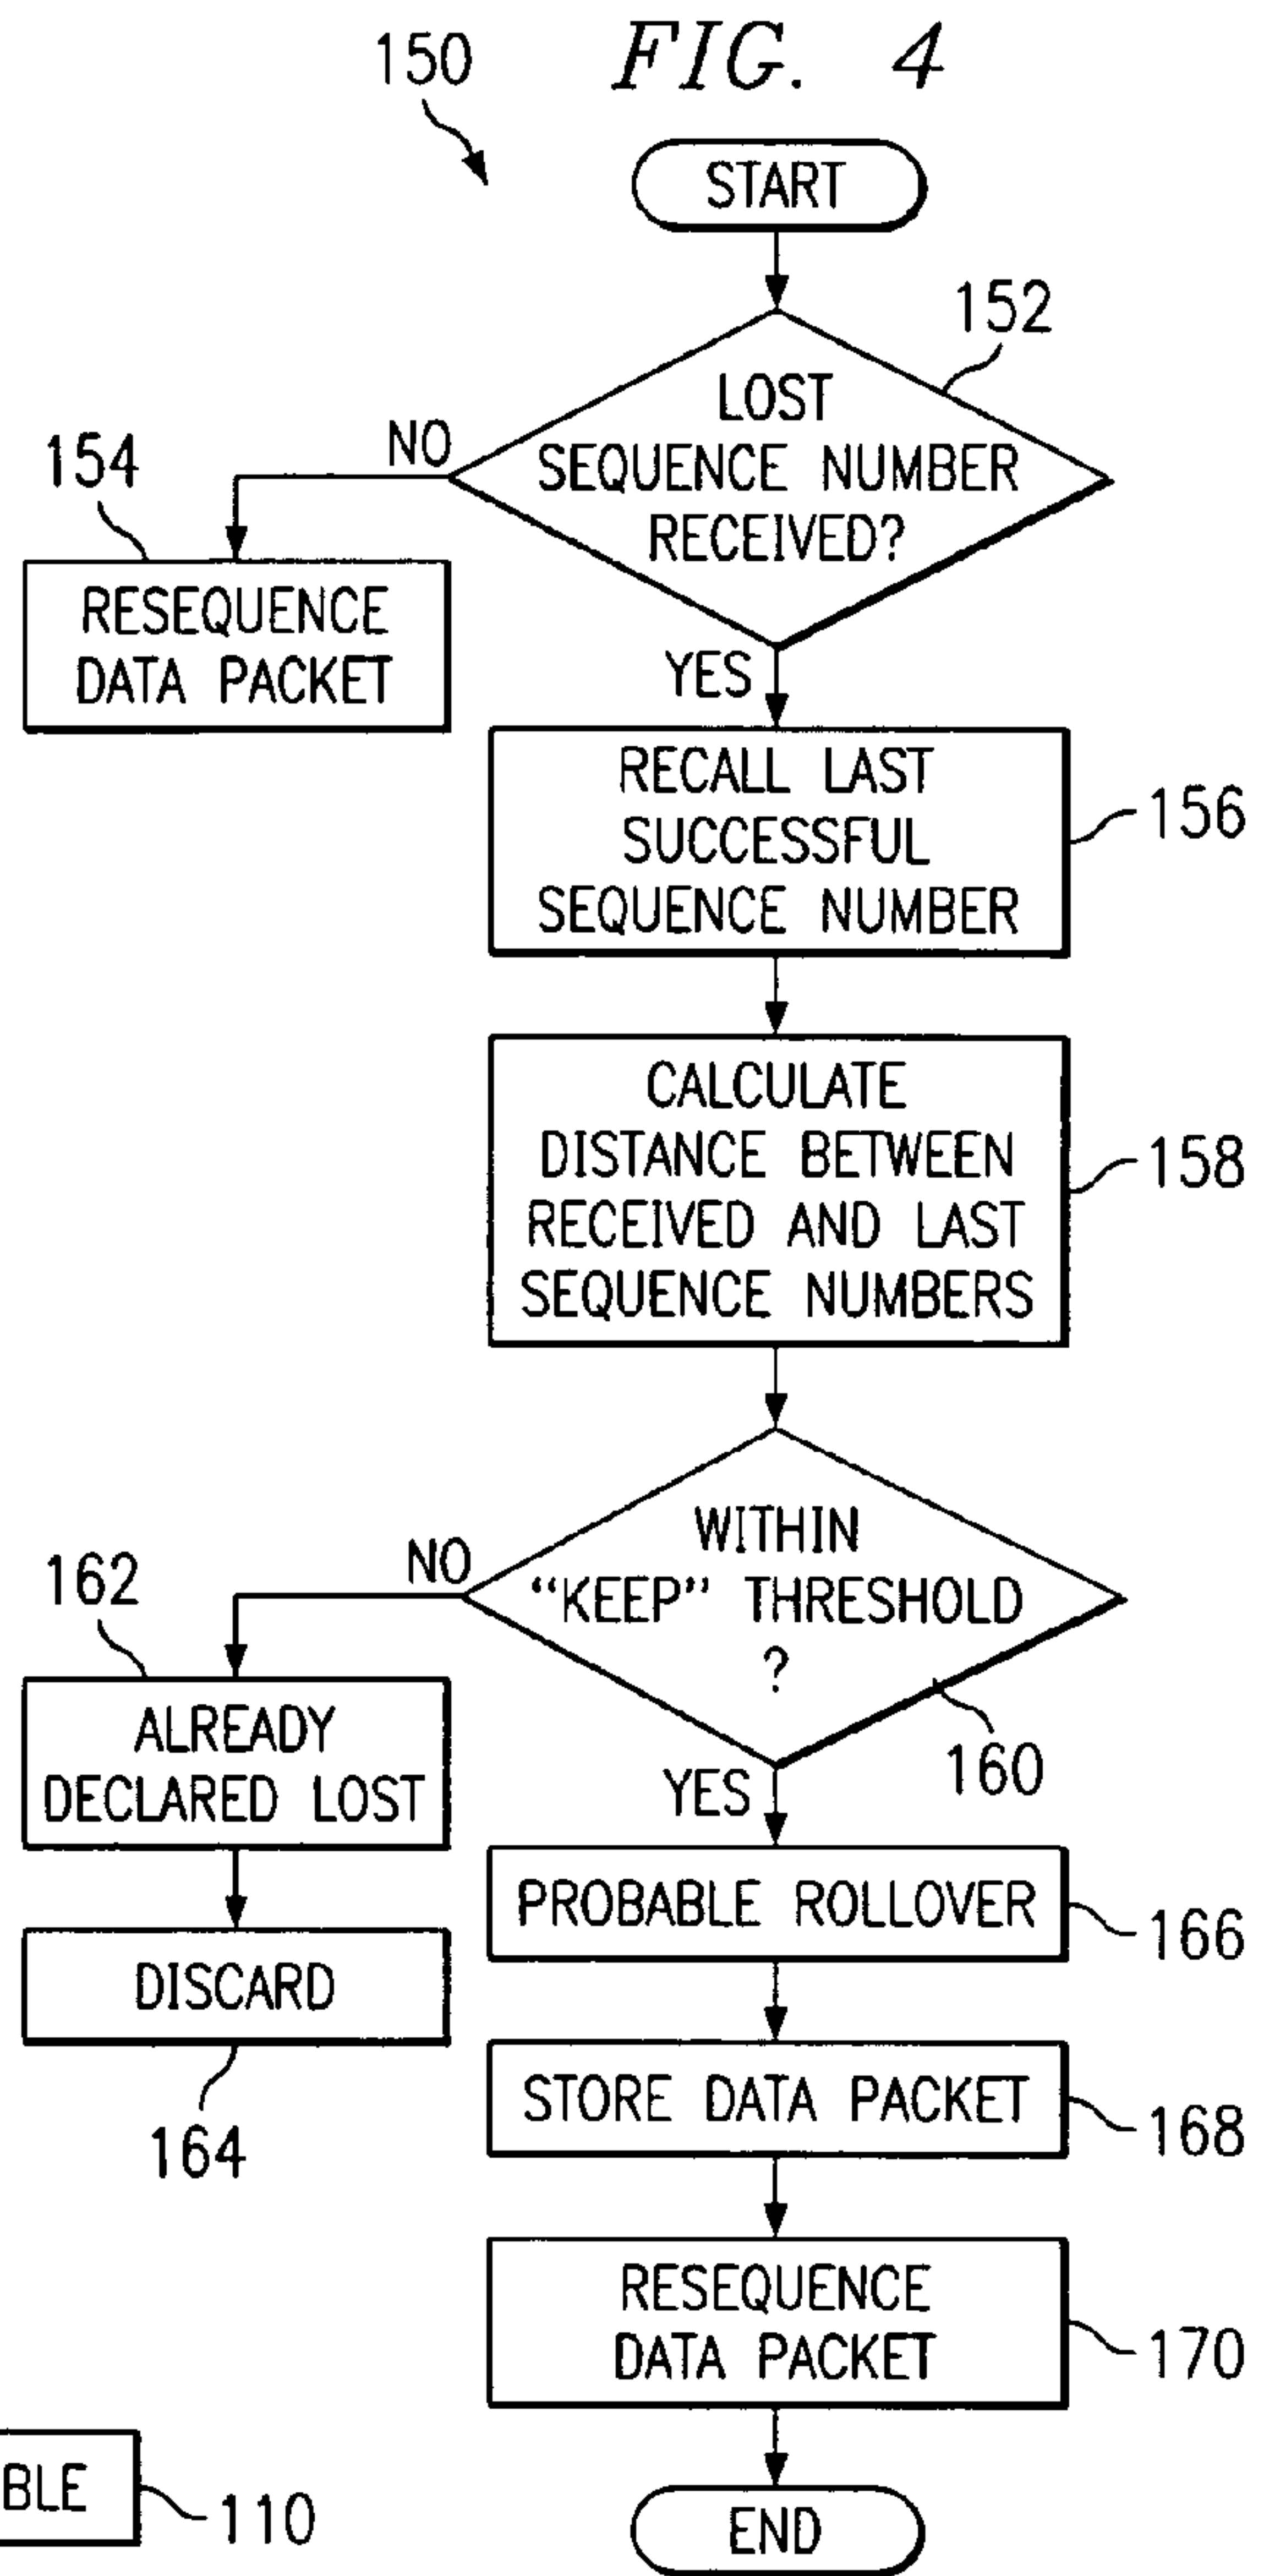 FIG. 4
150
START
152
LOST
SEQUENCE NUMBER
RECEIVED?
NO
154
RESEQUENCE
DATA PACKET
YES
RECALL LAST
SUCCESSFUL
SEQUENCE NUMBER
156
CALCULATE
DISTANCE BETWEEN
RECEIVED AND LAST
SEQUENCE NUMBERS
158
WITHIN
“KEEP” THRESHOLD
?
160
NO
162
ALREADY
DECLARED LOST
DISCARD
164
YES
PROBABLE ROLLOVER
166
STORE DATA PACKET
168
RESEQUENCE
DATA PACKET
170
END
BLE
110